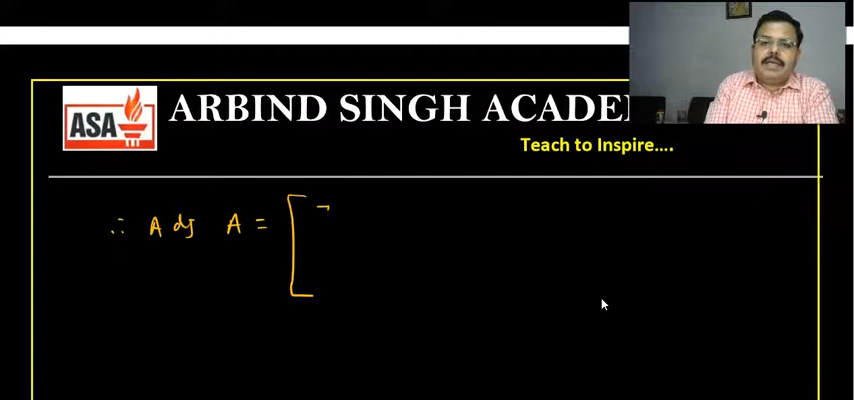 ASA
ARBIND SINGH ACADE
Teach to Inspire....
∴ Adj A = [